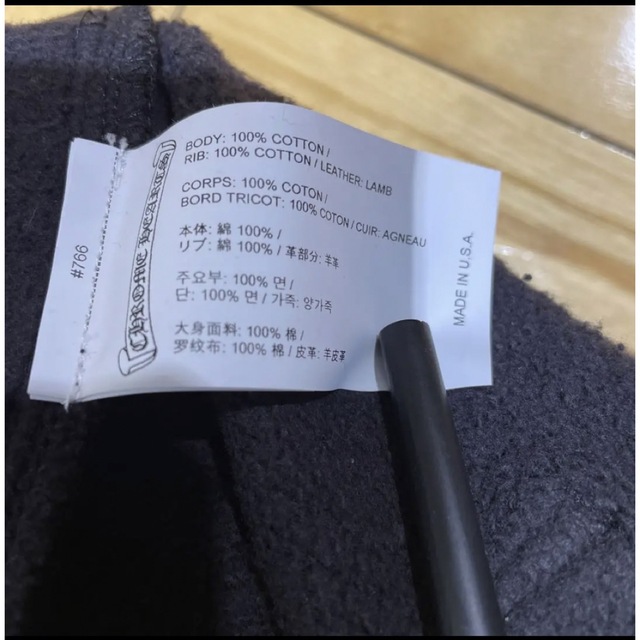 BODY: 100% COTTON /
RIB: 100% COTTON / LEATHER: LAMB
CORPS: 100% COTON /
BORD TRICOT: 100% COTON / CUIR: AGNEAU
本体: 綿 100% /
リブ: 綿 100% / 革部分: 羊革
주요부: 100% 면 /
단: 100% 면 / 가죽: 양가죽
大身面料: 100% 棉 /
罗纹布: 100% 棉 / 皮革: 羊皮革
#766
CHROME HEARTS
MADE IN U.S.A.